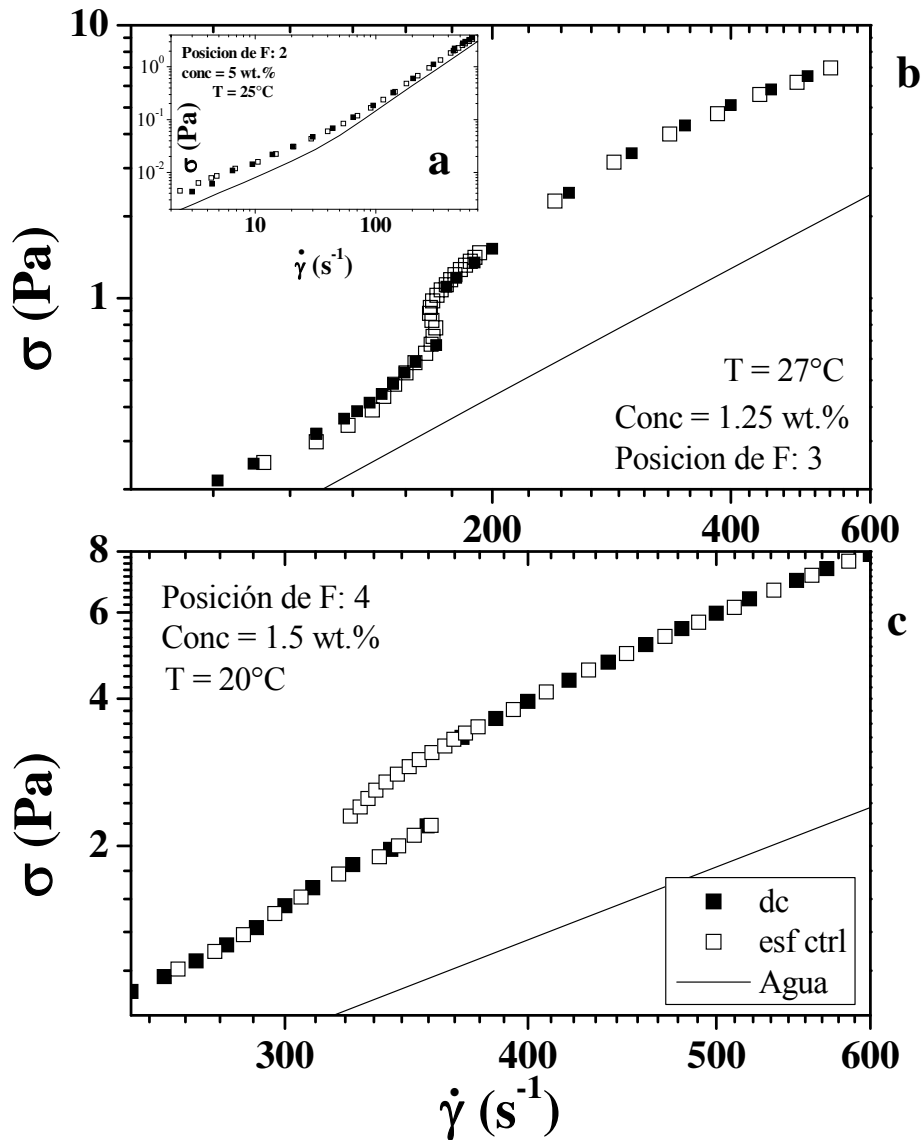 10
1
σ (Pa)
b
Posicion de F: 2
conc = 5 wt.%
T = 25°C
a
10⁰
10⁻¹
10⁻²
σ (Pa)
10
100
γ̇ (s⁻¹)
T = 27°C
Conc = 1.25 wt.%
Posicion de F: 3
200
400
600
8
6
4
2
σ (Pa)
Posición de F: 4
Conc = 1.5 wt.%
T = 20°C
c
dc
esf ctrl
Agua
300
400
500
600
γ̇ (s⁻¹)